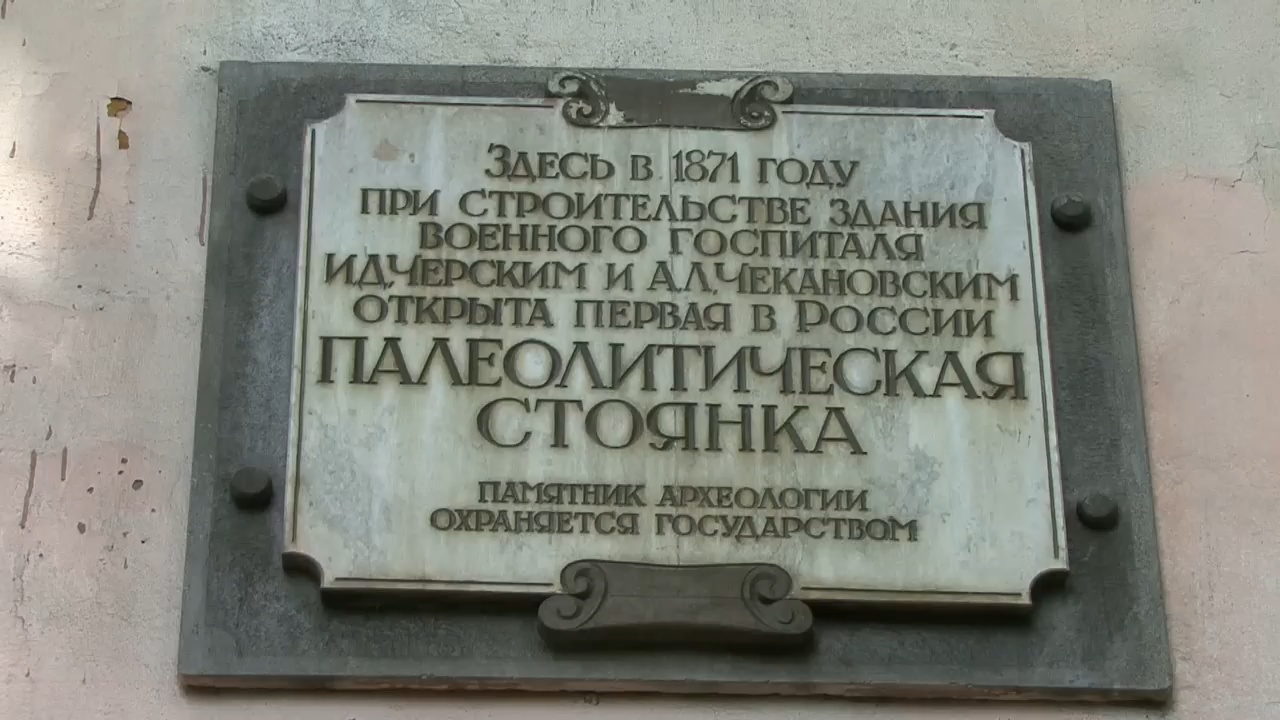 Здесь в 1871 году
при строительстве здания
военного госпиталя
И.Д.Черским и А.Л.Чекановским
открыта первая в России
палеолитическая
стоянка
памятник археологии
охраняется государством